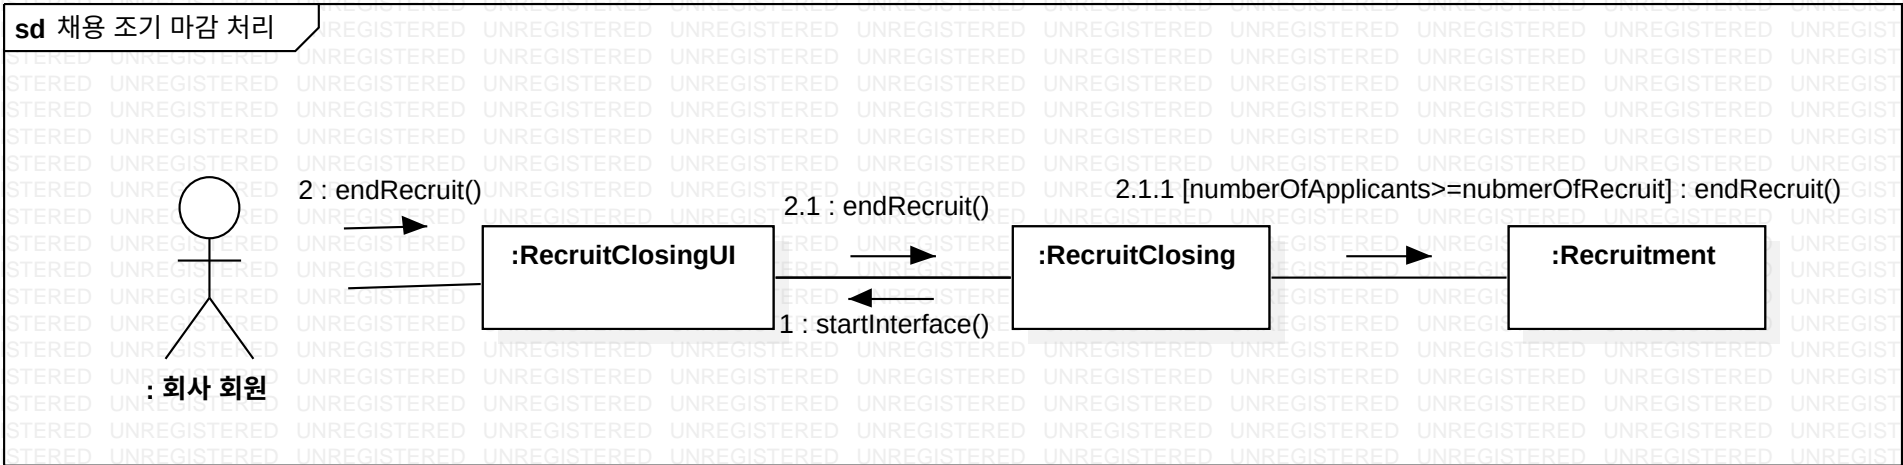 sd 채용 조기 마감 처리
2 : endRecruit()
2.1 : endRecruit()
2.1.1 [numberOfApplicants>=nubmerOfRecruit] : endRecruit()
:RecruitClosingUI
:RecruitClosing
:Recruitment
1 : startInterface()
: 회사 회원
UNREGISTERED